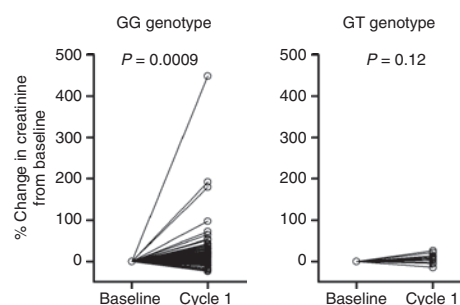 GG genotype
GT genotype
% Change in creatinine
from baseline
500
400
300
200
100
0
P = 0.0009
Baseline Cycle 1
500
400
300
200
100
0
P = 0.12
Baseline Cycle 1